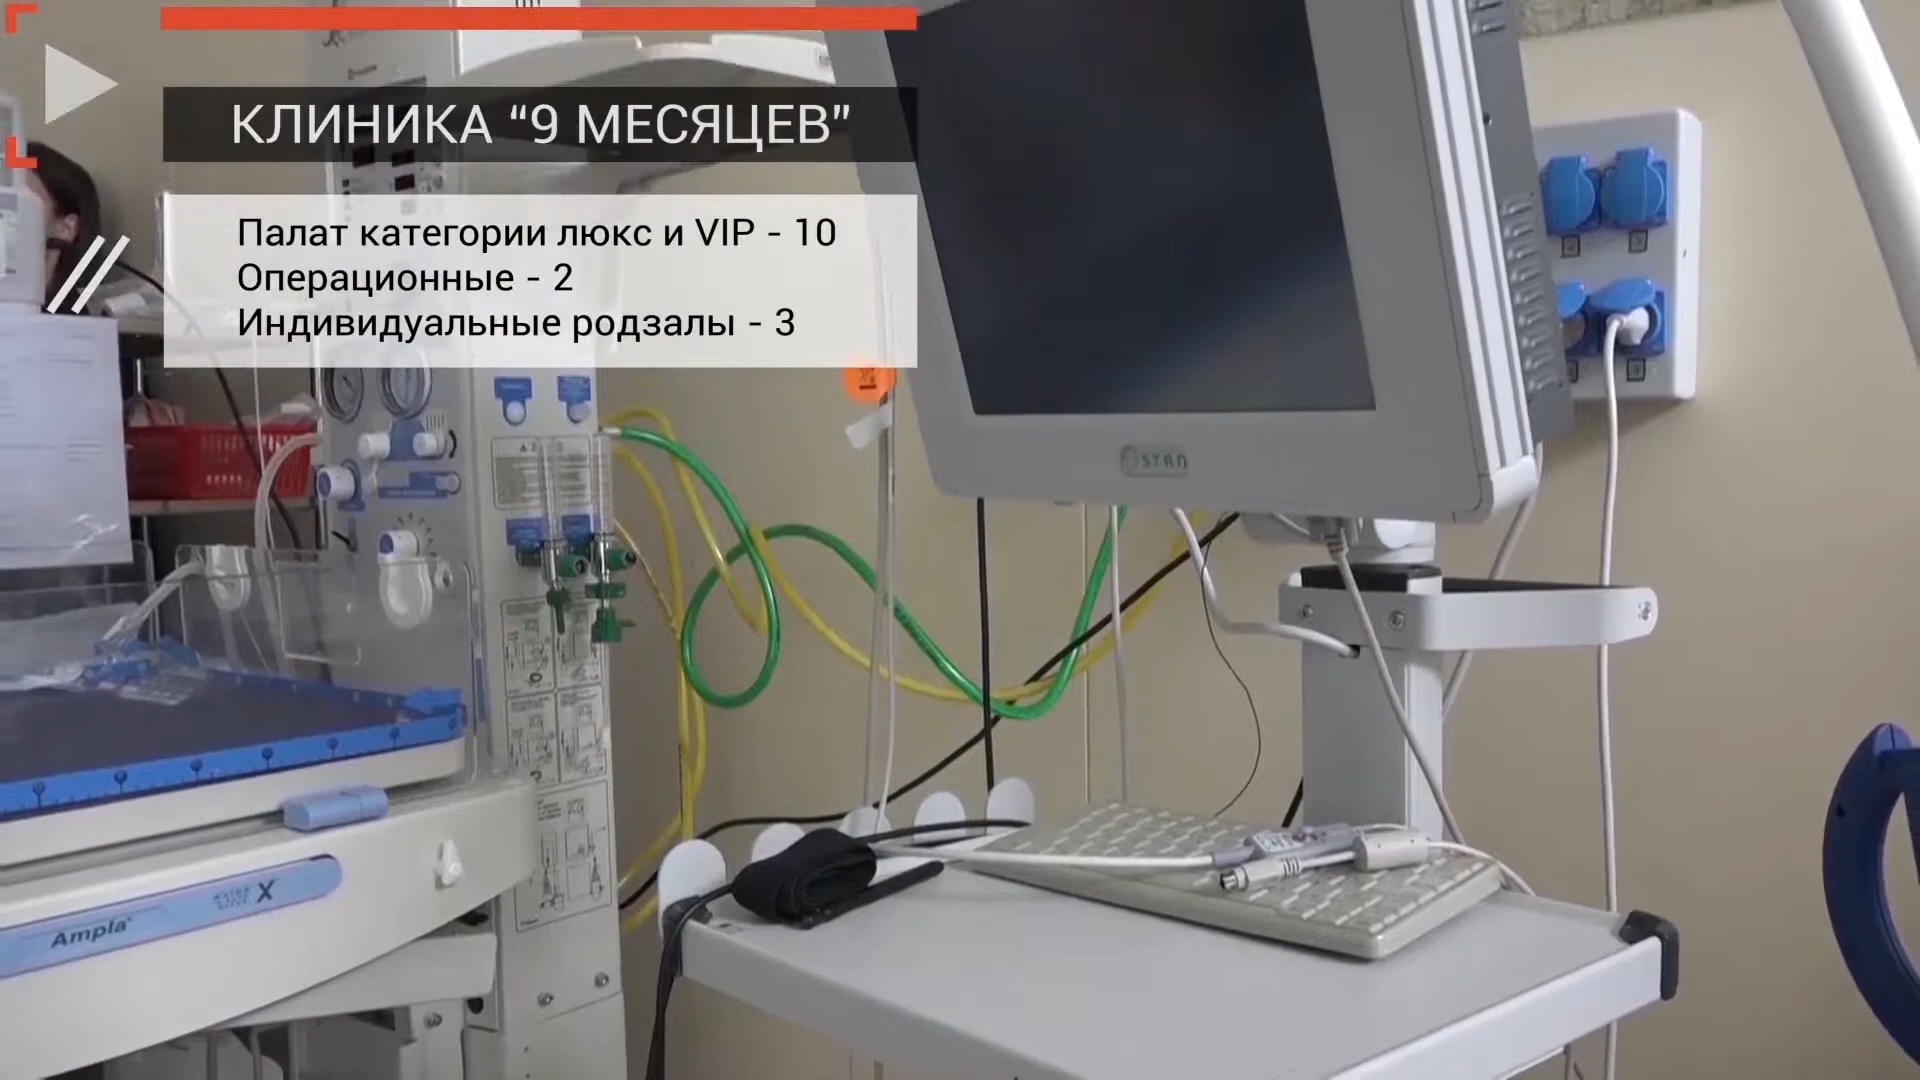 КЛИНИКА “9 МЕСЯЦЕВ”
Палат категории люкс и VIP - 10
Операционные - 2
Индивидуальные родзалы - 3
STAN
Ampla
X